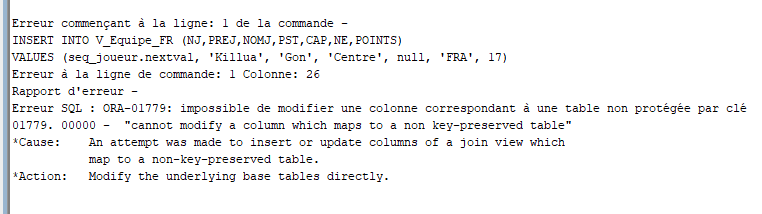 Erreur commençant à la ligne: 1 de la commande -
INSERT INTO V_Equipe_FR (NJ,PREJ,NOMJ,PST,CAP,NE,POINTS)
VALUES (seq_joueur.nextval, 'Killua', 'Gon', 'Centre', null, 'FRA', 17)
Erreur à la ligne de commande: 1 Colonne: 26
Rapport d'erreur -
Erreur SQL : ORA-01779: impossible de modifier une colonne correspondant à une table non protégée par clé
01779. 00000 -  "cannot modify a column which maps to a non key-preserved table"
*Cause:    An attempt was made to insert or update columns of a join view which
           map to a non-key-preserved table.
*Action:   Modify the underlying base tables directly.